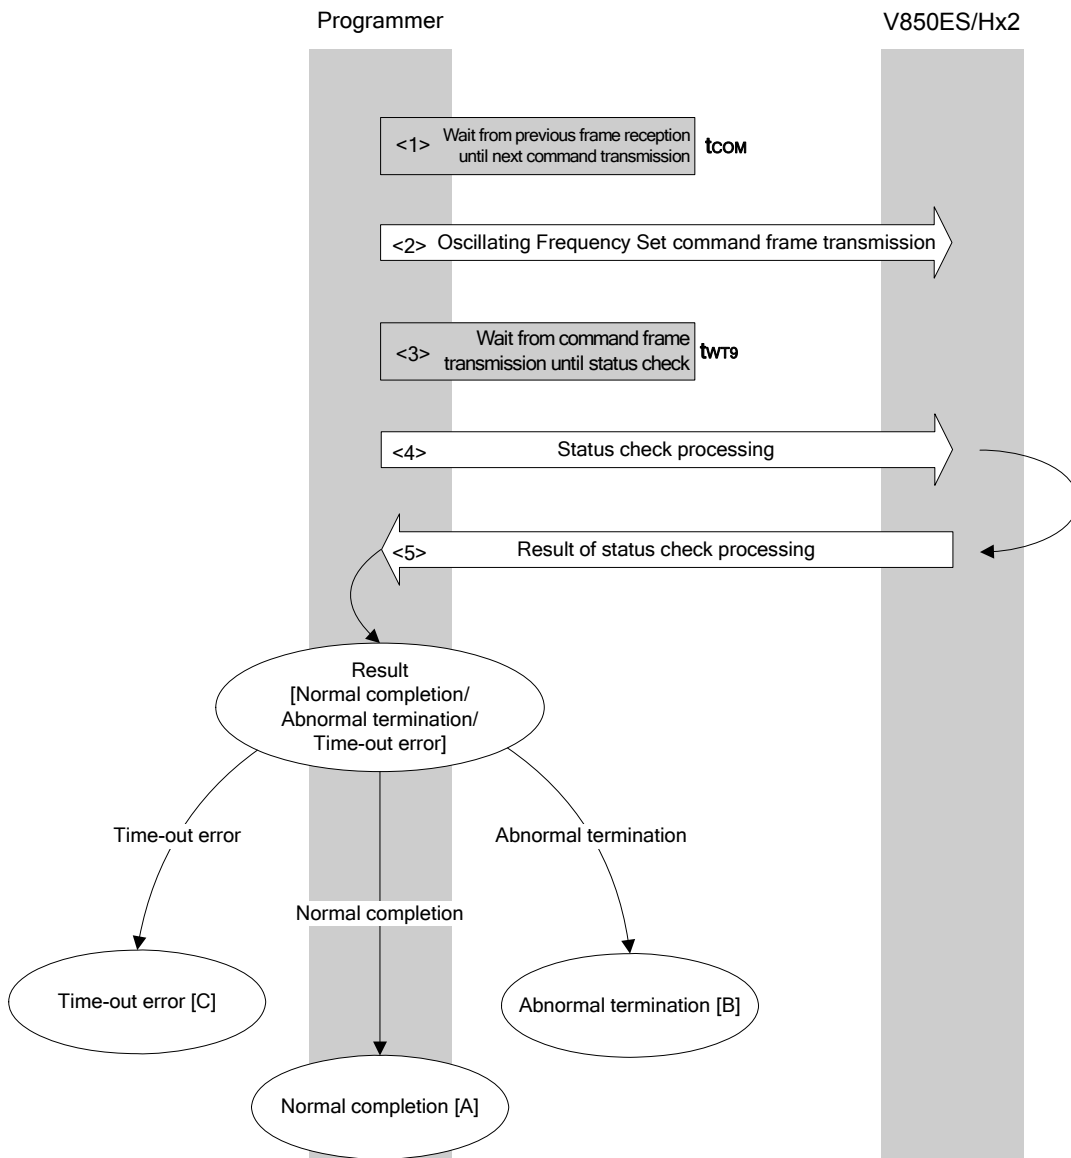 Programmer
V850ES/Hx2
<1> Wait from previous frame reception
until next command transmission
tCOM
<2> Oscillating Frequency Set command frame transmission
<3> Wait from command frame
transmission until status check
tWT9
<4> Status check processing
<5> Result of status check processing
Result
[Normal completion/
Abnormal termination/
Time-out error]
Time-out error
Abnormal termination
Normal completion
Time-out error [C]
Abnormal termination [B]
Normal completion [A]